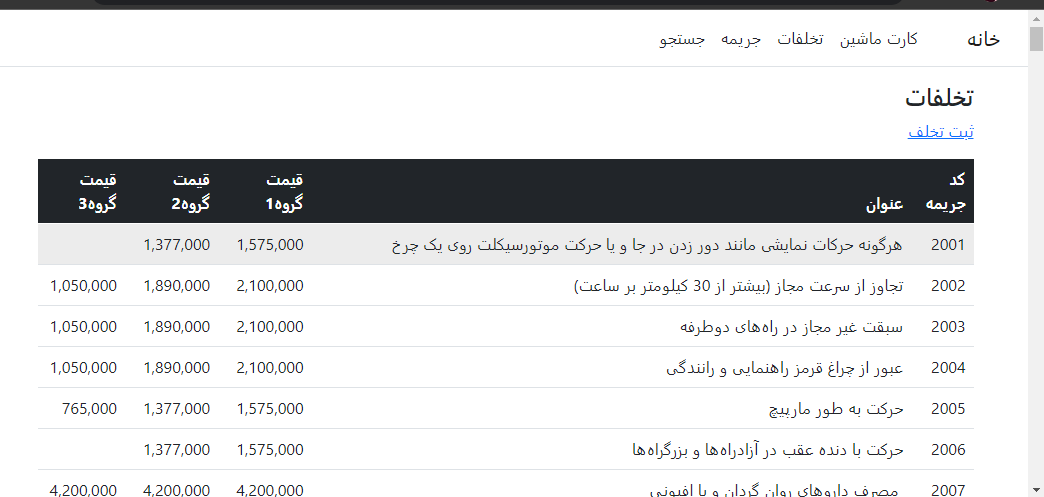 خانه کارت ماشین تخلفات جریمه جستجو
تخلفات
ثبت تخلف
کد جریمه عنوان قیمت گروه1 قیمت گروه2 قیمت گروه3
2001 هرگونه حرکات نمایشی مانند دور زدن در جا و یا حرکت موتورسیکلت روی یک چرخ 1,575,000 1,377,000
2002 تجاوز از سرعت مجاز (بیشتر از 30 کیلومتر بر ساعت) 2,100,000 1,890,000 1,050,000
2003 سبقت غیر مجاز در راه‌های دوطرفه 2,100,000 1,890,000 1,050,000
2004 عبور از چراغ قرمز راهنمایی و رانندگی 2,100,000 1,890,000 1,050,000
2005 حرکت به طور مارپیچ 1,575,000 1,377,000 765,000
2006 حرکت با دنده عقب در آزادراه‌ها و بزرگراه‌ها 1,575,000 1,377,000
2007 مصرف داروهای روان گردان و یا افیونی 4,200,000 4,200,000 4,200,000